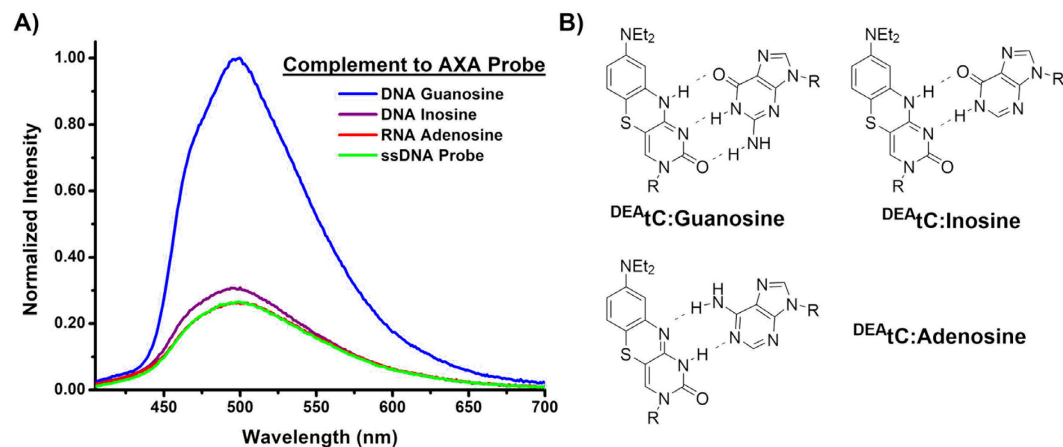 A)
Normalized Intensity
1.00
0.80
0.60
0.40
0.20
0.00
Complement to AXA Probe
DNA Guanosine
DNA Inosine
RNA Adenosine
ssDNA Probe
450
500
550
600
650
700
Wavelength (nm)
B)
NEt2
O
N
N
R
N
H
N
S
N
H
N
N
NH
H
N
O
R
DEAtC:Guanosine
NEt2
O
N
N
R
N
H
N
S
N
H
N
N
N
O
R
DEAtC:Inosine
NEt2
H
N
H
N
N
R
N
N
N
S
N
H
N
O
R
DEAtC:Adenosine